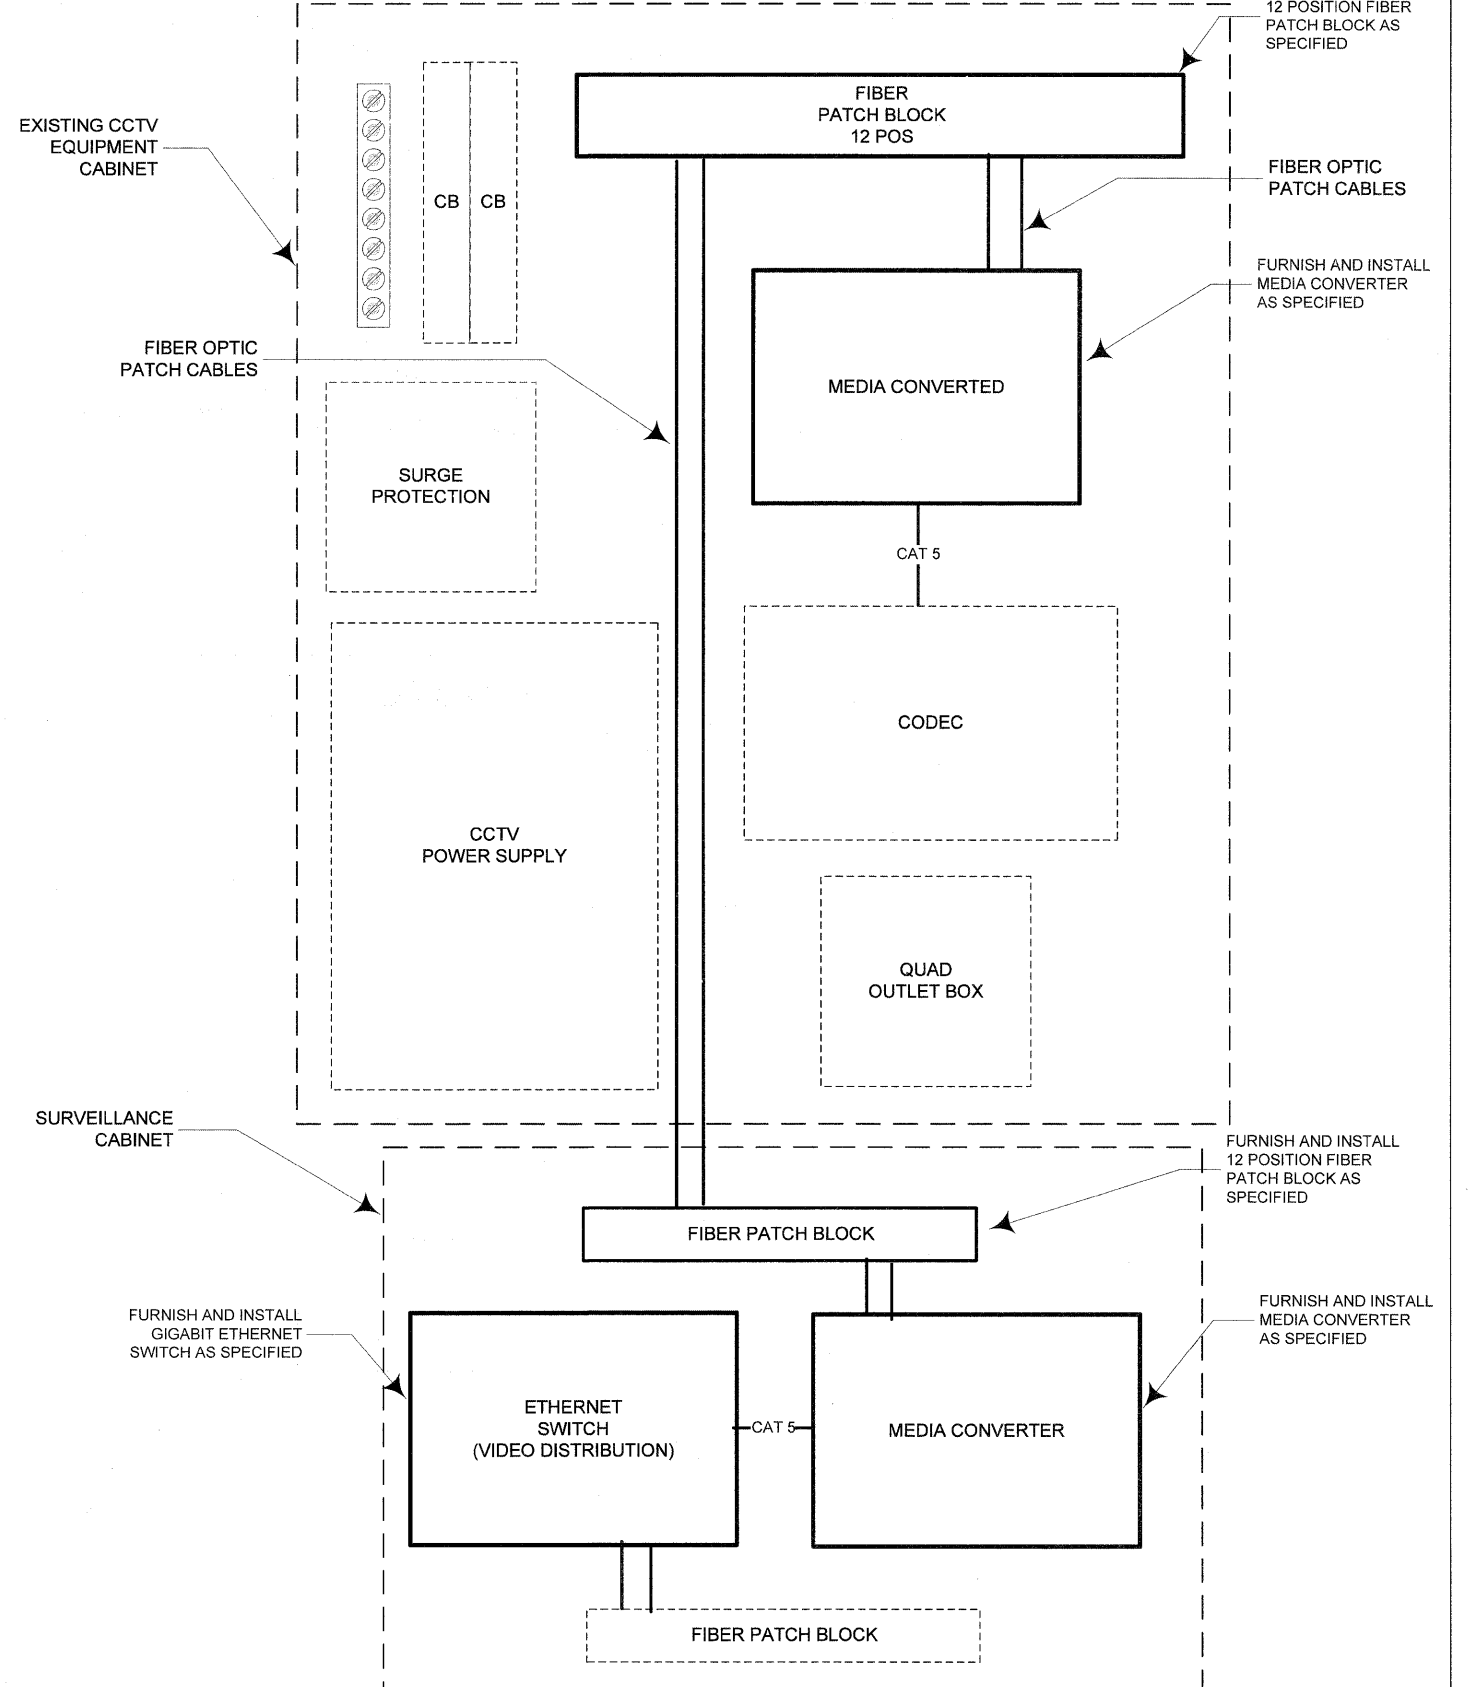 12 POSITION FIBER
PATCH BLOCK AS
SPECIFIED
FIBER
PATCH BLOCK
12 POS
EXISTING CCTV
EQUIPMENT
CABINET
CB
CB
FIBER OPTIC
PATCH CABLES
FURNISH AND INSTALL
MEDIA CONVERTER
AS SPECIFIED
FIBER OPTIC
PATCH CABLES
MEDIA CONVERTED
SURGE
PROTECTION
CAT 5
CODEC
CCTV
POWER SUPPLY
QUAD
OUTLET BOX
SURVEILLANCE
CABINET
FURNISH AND INSTALL
12 POSITION FIBER
PATCH BLOCK AS
SPECIFIED
FIBER PATCH BLOCK
FURNISH AND INSTALL
GIGABIT ETHERNET
SWITCH AS SPECIFIED
FURNISH AND INSTALL
MEDIA CONVERTER
AS SPECIFIED
ETHERNET
SWITCH
(VIDEO DISTRIBUTION)
CAT 5
MEDIA CONVERTER
FIBER PATCH BLOCK